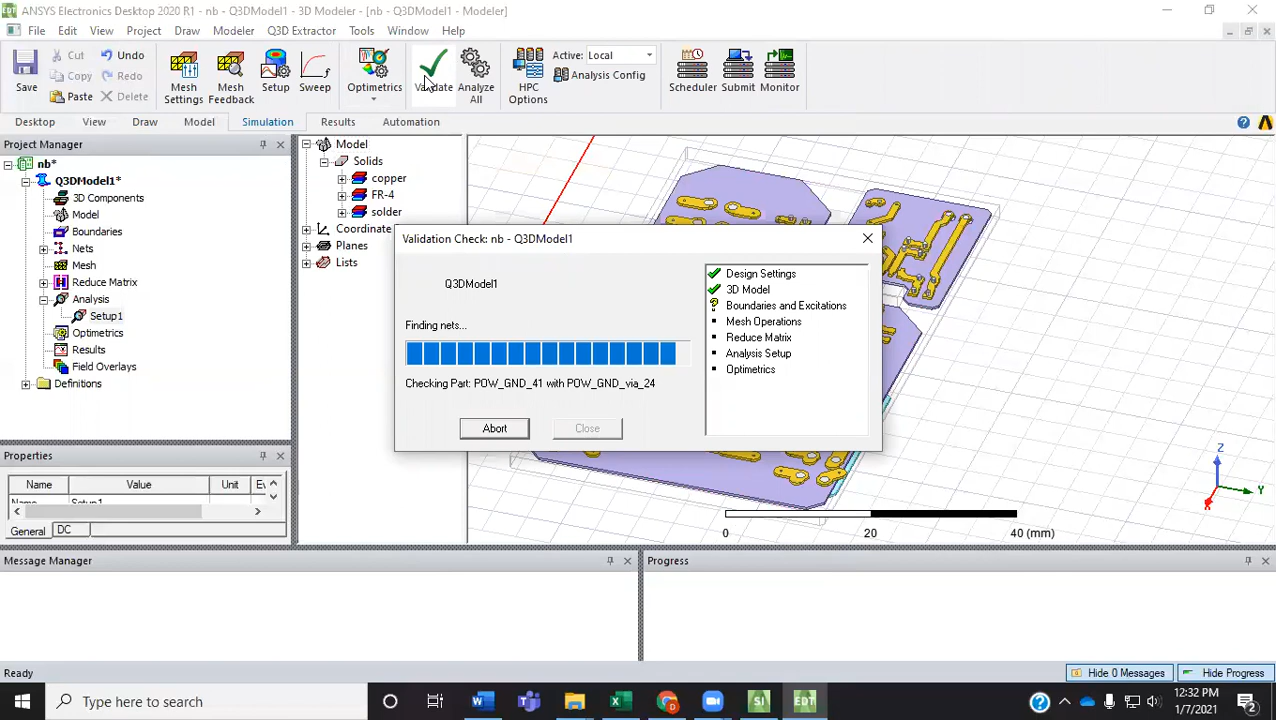 ANSYS Electronics Desktop 2020 R1 - nb - Q3DModel1 - 3D Modeler - [nb - Q3DModel1 - Modeler]
File Edit View Project Draw Modeler Q3D Extractor Tools Window Help
Save
Cut
Copy
Paste
Undo
Redo
Delete
Mesh Settings
Mesh Feedback
Setup
Sweep
Optimetrics
Validate
Analyze All
HPC Options
Active: Local
Analysis Config
Scheduler
Submit
Monitor
Desktop View Draw Model Simulation Results Automation
Project Manager
nb*
Q3DModel1*
3D Components
Model
Boundaries
Nets
Mesh
Reduce Matrix
Analysis
Setup1
Optimetrics
Results
Field Overlays
Definitions
Model
Solids
copper
FR-4
solder
Coordinate
Planes
Lists
Validation Check: nb - Q3DModel1
Q3DModel1
Finding nets...
Checking Part: POW_GND_41 with POW_GND_via_24
Abort
Close
Design Settings
3D Model
Boundaries and Excitations
Mesh Operations
Reduce Matrix
Analysis Setup
Optimetrics
Z
Y
X
0 20 40 (mm)
Properties
Name Value Unit
General DC
Message Manager
Progress
Ready
Hide 0 Messages
Hide Progress
Type here to search
SI
EDT
12:32 PM
1/7/2021
2